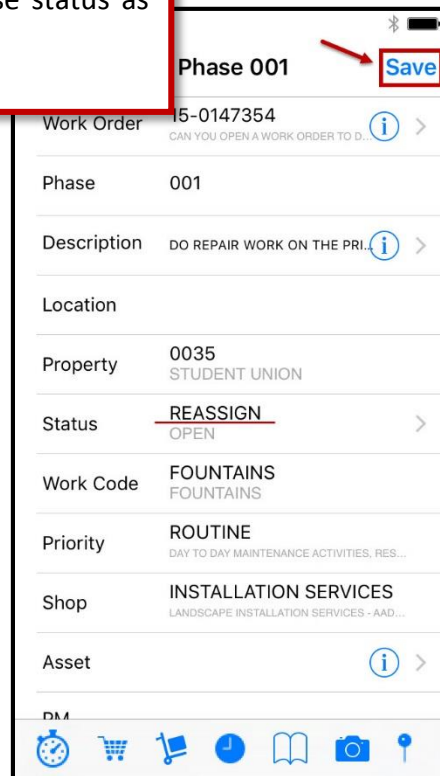 se status as
Phase 001 Save
Work Order 15-0147354
CAN YOU OPEN A WORK ORDER TO D...
Phase 001
Description DO REPAIR WORK ON THE PRI...
Location
Property 0035
STUDENT UNION
Status REASSIGN
OPEN
Work Code FOUNTAINS
FOUNTAINS
Priority ROUTINE
DAY TO DAY MAINTENANCE ACTIVITIES, RES...
Shop INSTALLATION SERVICES
LANDSCAPE INSTALLATION SERVICES - AAD...
Asset
PM